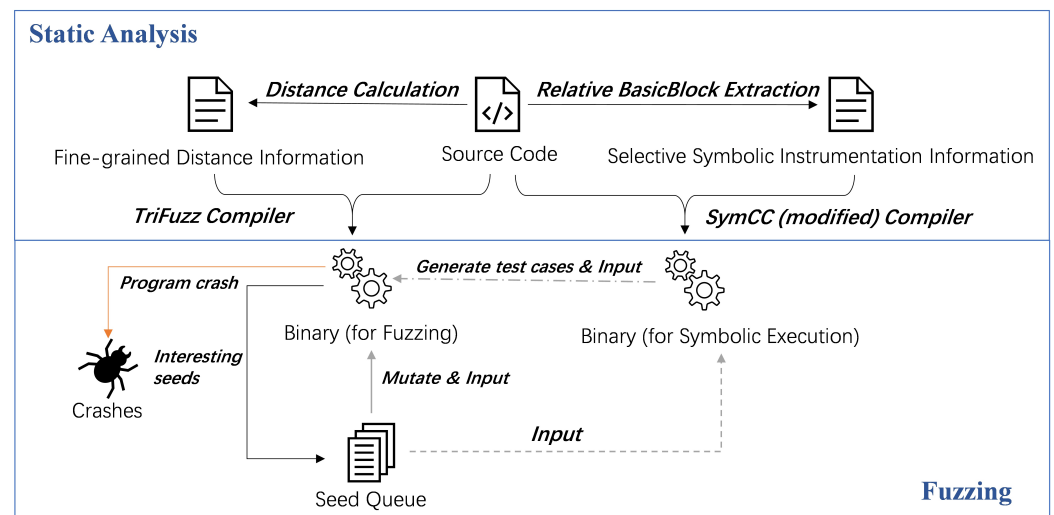 Static Analysis
Distance Calculation
Relative BasicBlock Extraction
</>
Fine-grained Distance Information
Source Code
Selective Symbolic Instrumentation Information
TriFuzz Compiler
SymCC (modified) Compiler
Program crash
Generate test cases & Input
Binary (for Fuzzing)
Binary (for Symbolic Execution)
Interesting
seeds
Mutate & Input
Crashes
Input
Seed Queue
Fuzzing